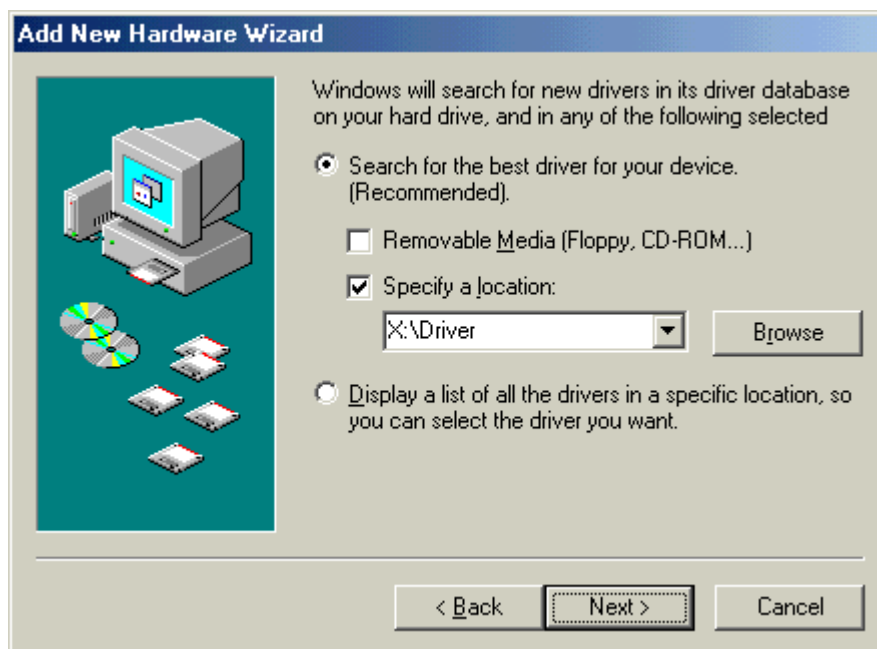 Add New Hardware Wizard
Windows will search for new drivers in its driver database
on your hard drive, and in any of the following selected
Search for the best driver for your device.
(Recommended).
Removable Media (Floppy, CD-ROM...)
Specify a location:
X:\Driver
Browse
Display a list of all the drivers in a specific location, so
you can select the driver you want.
< Back
Next >
Cancel